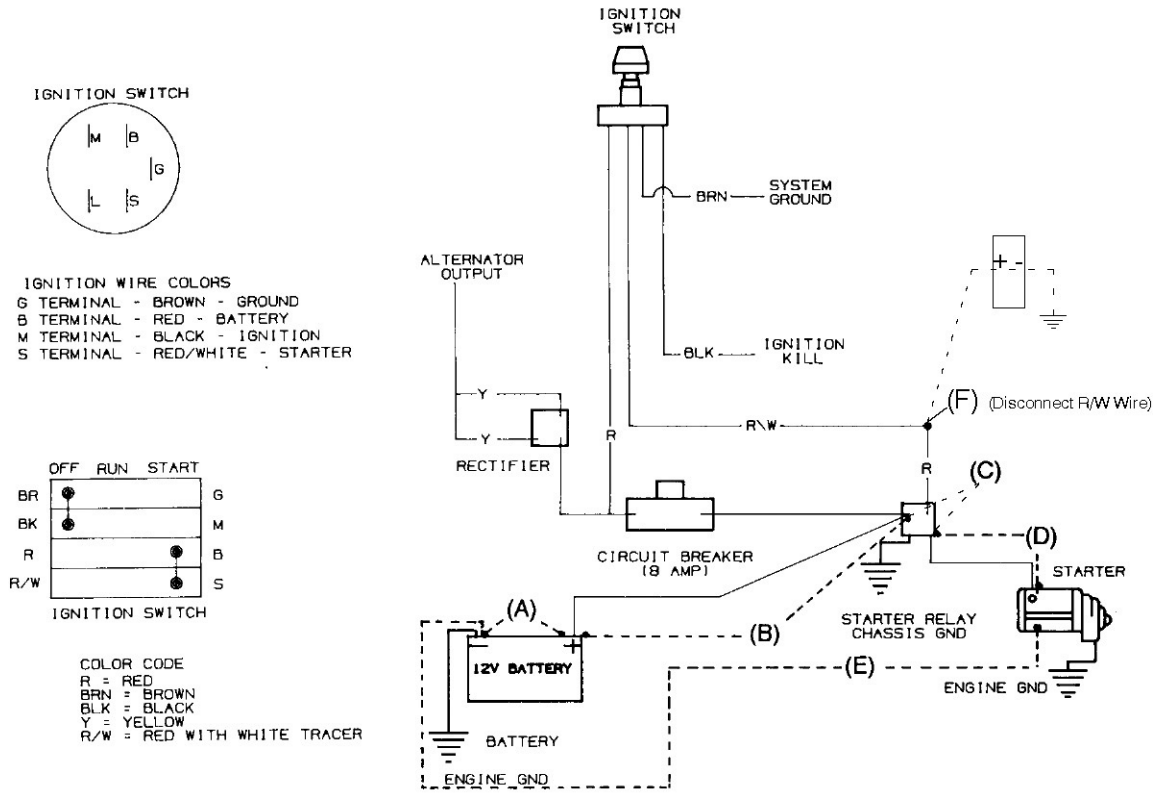 IGNITION
SWITCH
IGNITION SWITCH
M B
G
L S
BRN
SYSTEM
GROUND
ALTERNATOR
OUTPUT
+ -
IGNITION WIRE COLORS
G TERMINAL - BROWN - GROUND
B TERMINAL - RED - BATTERY
M TERMINAL - BLACK - IGNITION
S TERMINAL - RED/WHITE - STARTER
BLK
IGNITION
KILL
Y
Y
R
R\W
(F) (Disconnect R/W Wire)
RECTIFIER
R
(C)
OFF RUN START
BR G
BK M
R B
R/W S
IGNITION SWITCH
CIRCUIT BREAKER
(8 AMP)
(D)
STARTER
STARTER RELAY
CHASSIS GND
(A)
(B)
(E)
- +
12V BATTERY
ENGINE GND
COLOR CODE
R = RED
BRN = BROWN
BLK = BLACK
Y = YELLOW
R/W = RED WITH WHITE TRACER
BATTERY
ENGINE GND